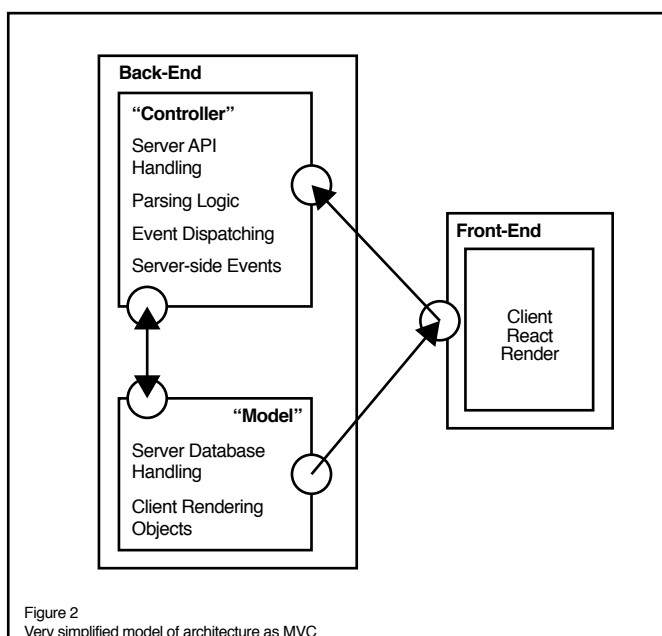 Back-End
“Controller”
Server API
Handling
Parsing Logic
Event Dispatching
Server-side Events
“Model”
Server Database
Handling
Client Rendering
Objects
Front-End
Client
React
Render
Figure 2
Very simplified model of architecture as MVC